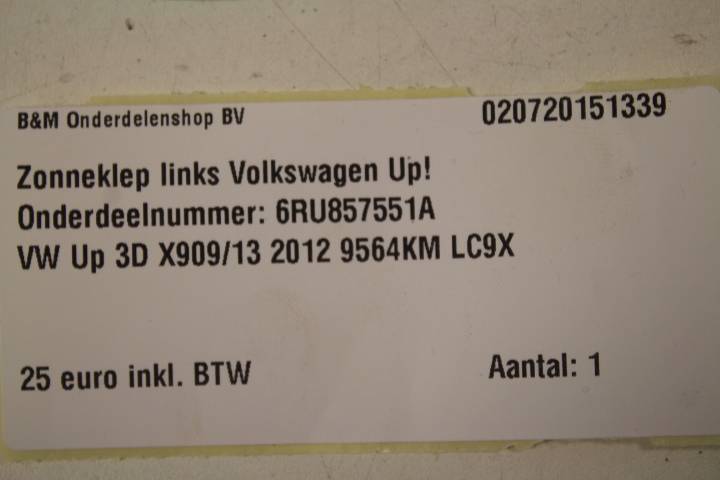 B&M Onderdelenshop BV 020720151339
Zonneklep links Volkswagen Up!
Onderdeelnummer: 6RU857551A
VW Up 3D X909/13 2012 9564KM LC9X
25 euro inkl. BTW Aantal: 1